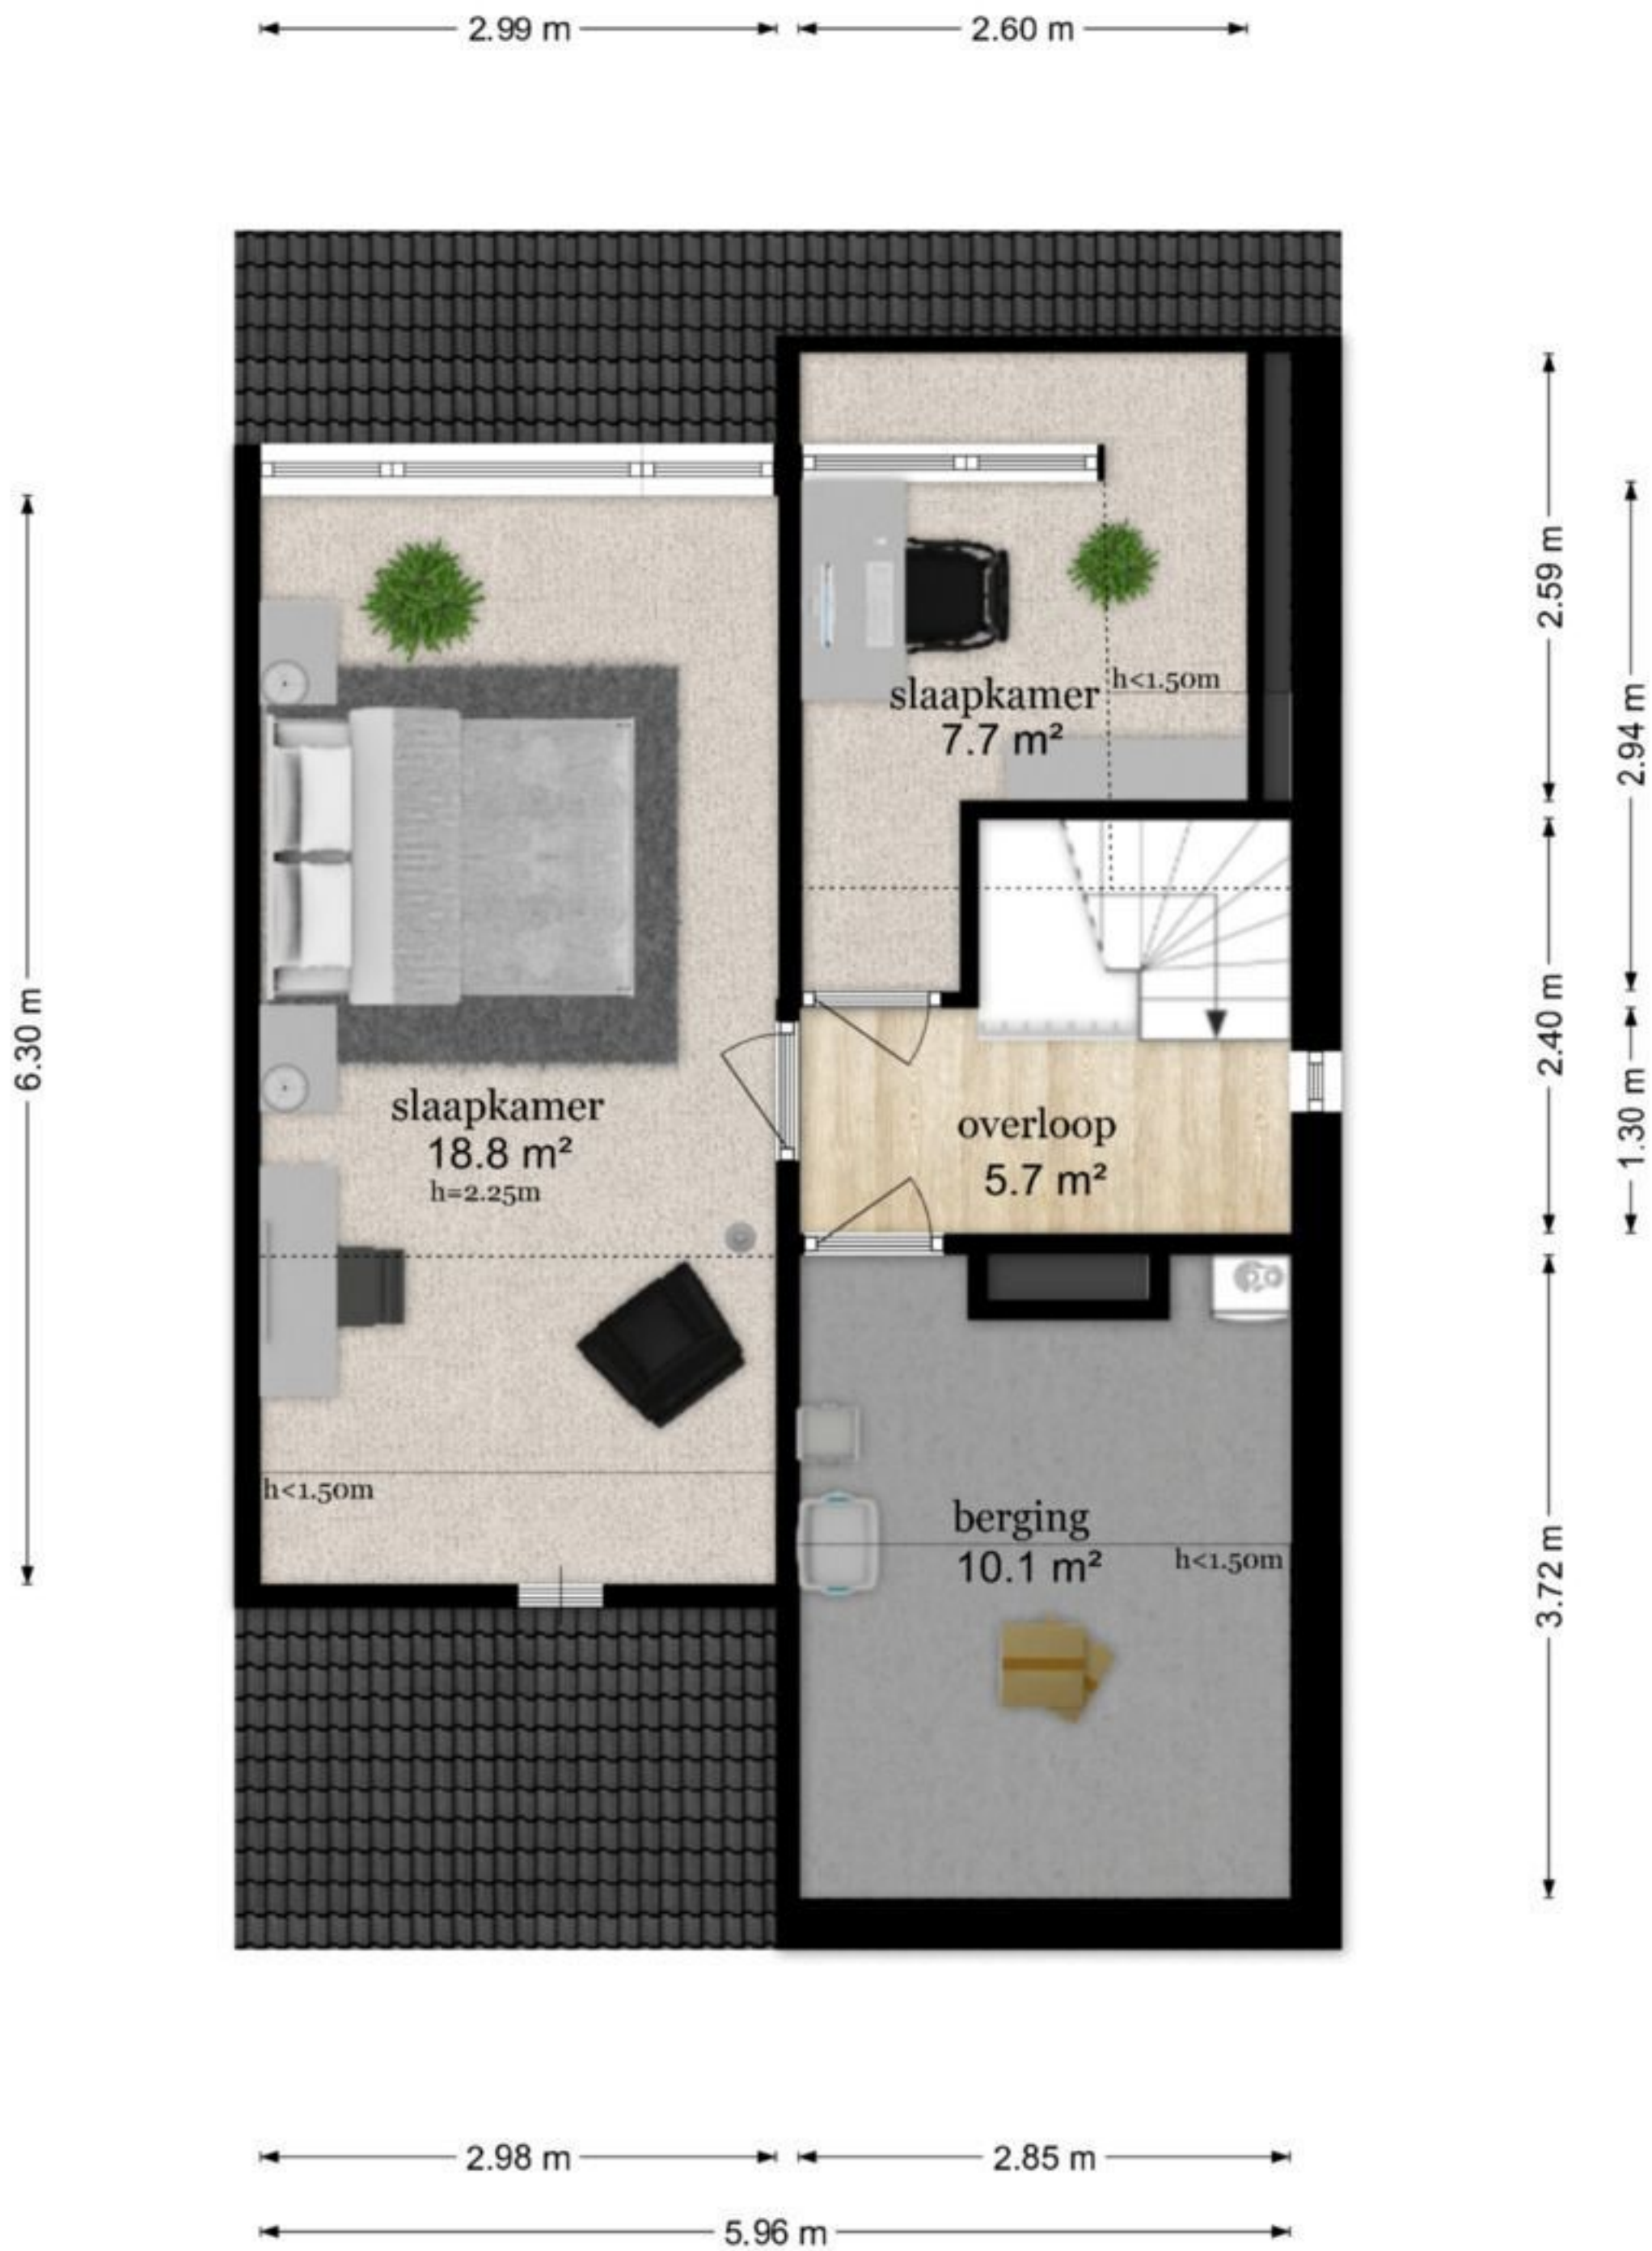 2.99 m
2.60 m
2.59 m
2.94 m
h<1.50m
slaapkamer
7.7 m²
6.30 m
2.40 m
1.30 m
slaapkamer
18.8 m²
h=2.25m
overloop
5.7 m²
h<1.50m
berging
10.1 m²
h<1.50m
3.72 m
2.98 m
2.85 m
5.96 m